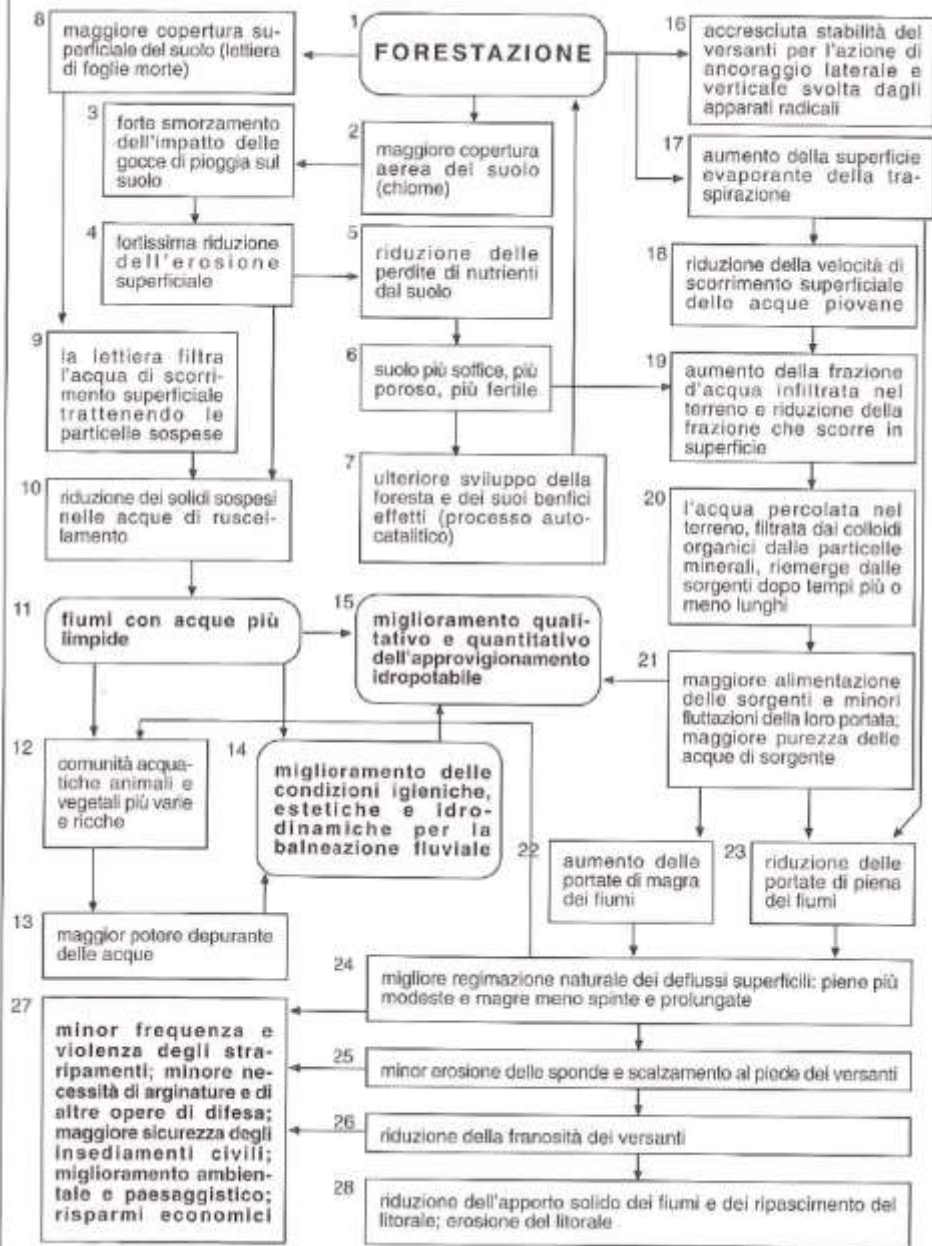 1
FORESTAZIONE
2
maggiore copertura
aerea del suolo
(chiome)
3
forte smorzamento
dell'impatto delle
gocce di pioggia sul
suolo
4
fortissima riduzione
dell'erosione
superficiale
5
riduzione delle
perdite di nutrienti
dal suolo
6
suolo più soffice, più
poroso, più fertile
7
ulteriore sviluppo della
foresta e dei suoi benfici
effetti (processo auto-
catalitico)
8
maggiore copertura su-
perficiale del suolo (lettiera
di foglie morte)
9
la lettiera filtra
l'acqua di scorri-
mento superficiale
trattenendo le
particelle sospese
10
riduzione dei solidi sospesi
nelle acque di ruscel-
lamento
11
fiumi con acque più
limpide
12
comunità acqua-
tiche animali e
vegetali più varie
e ricche
13
maggior potere depurante
delle acque
14
miglioramento delle
condizioni igieniche,
estetiche e idro-
dinamiche per la
balneazione fluviale
15
miglioramento quali-
tativo e quantitativo
dell'approvigionamento
idropotabile
16
accresciuta stabilità dei
versanti per l'azione di
ancoraggio laterale e
verticale svolta dagli
apparati radicali
17
aumento della superficie
evaporante della tra-
spirazione
18
riduzione della velocità di
scorrimento superficiale
delle acque piovane
19
aumento della frazione
d'acqua infiltrata nel
terreno e riduzione della
frazione che scorre in
superficie
20
l'acqua percolata nel
terreno, filtrata dai colloidi
organici dalle particelle
minerali, riemerge dalle
sorgenti dopo tempi più o
meno lunghi
21
maggiore alimentazione
delle sorgenti e minori
fluttazioni della loro portata;
maggiore purezza delle
acque di sorgente
22
aumento delle
portate di magra
dei fiumi
23
riduzione delle
portate di piena
dei fiumi
24
migliore regimazione naturale dei deflussi superficili: piene più
modeste e magre meno spinte e prolungate
25
minor erosione delle sponde e scalzamento al piede dei versanti
26
riduzione della franosità dei versanti
27
minor frequenza e
violenza degli stra-
ripamenti; minore ne-
cessità di arginature e di
altre opere di difesa;
maggiore sicurezza degli
insediamenti civili;
miglioramento ambien-
tale e paesaggistico;
risparmi economici
28
riduzione dell'apporto solido dei fiumi e dei ripascimento del
litorale; erosione del litorale